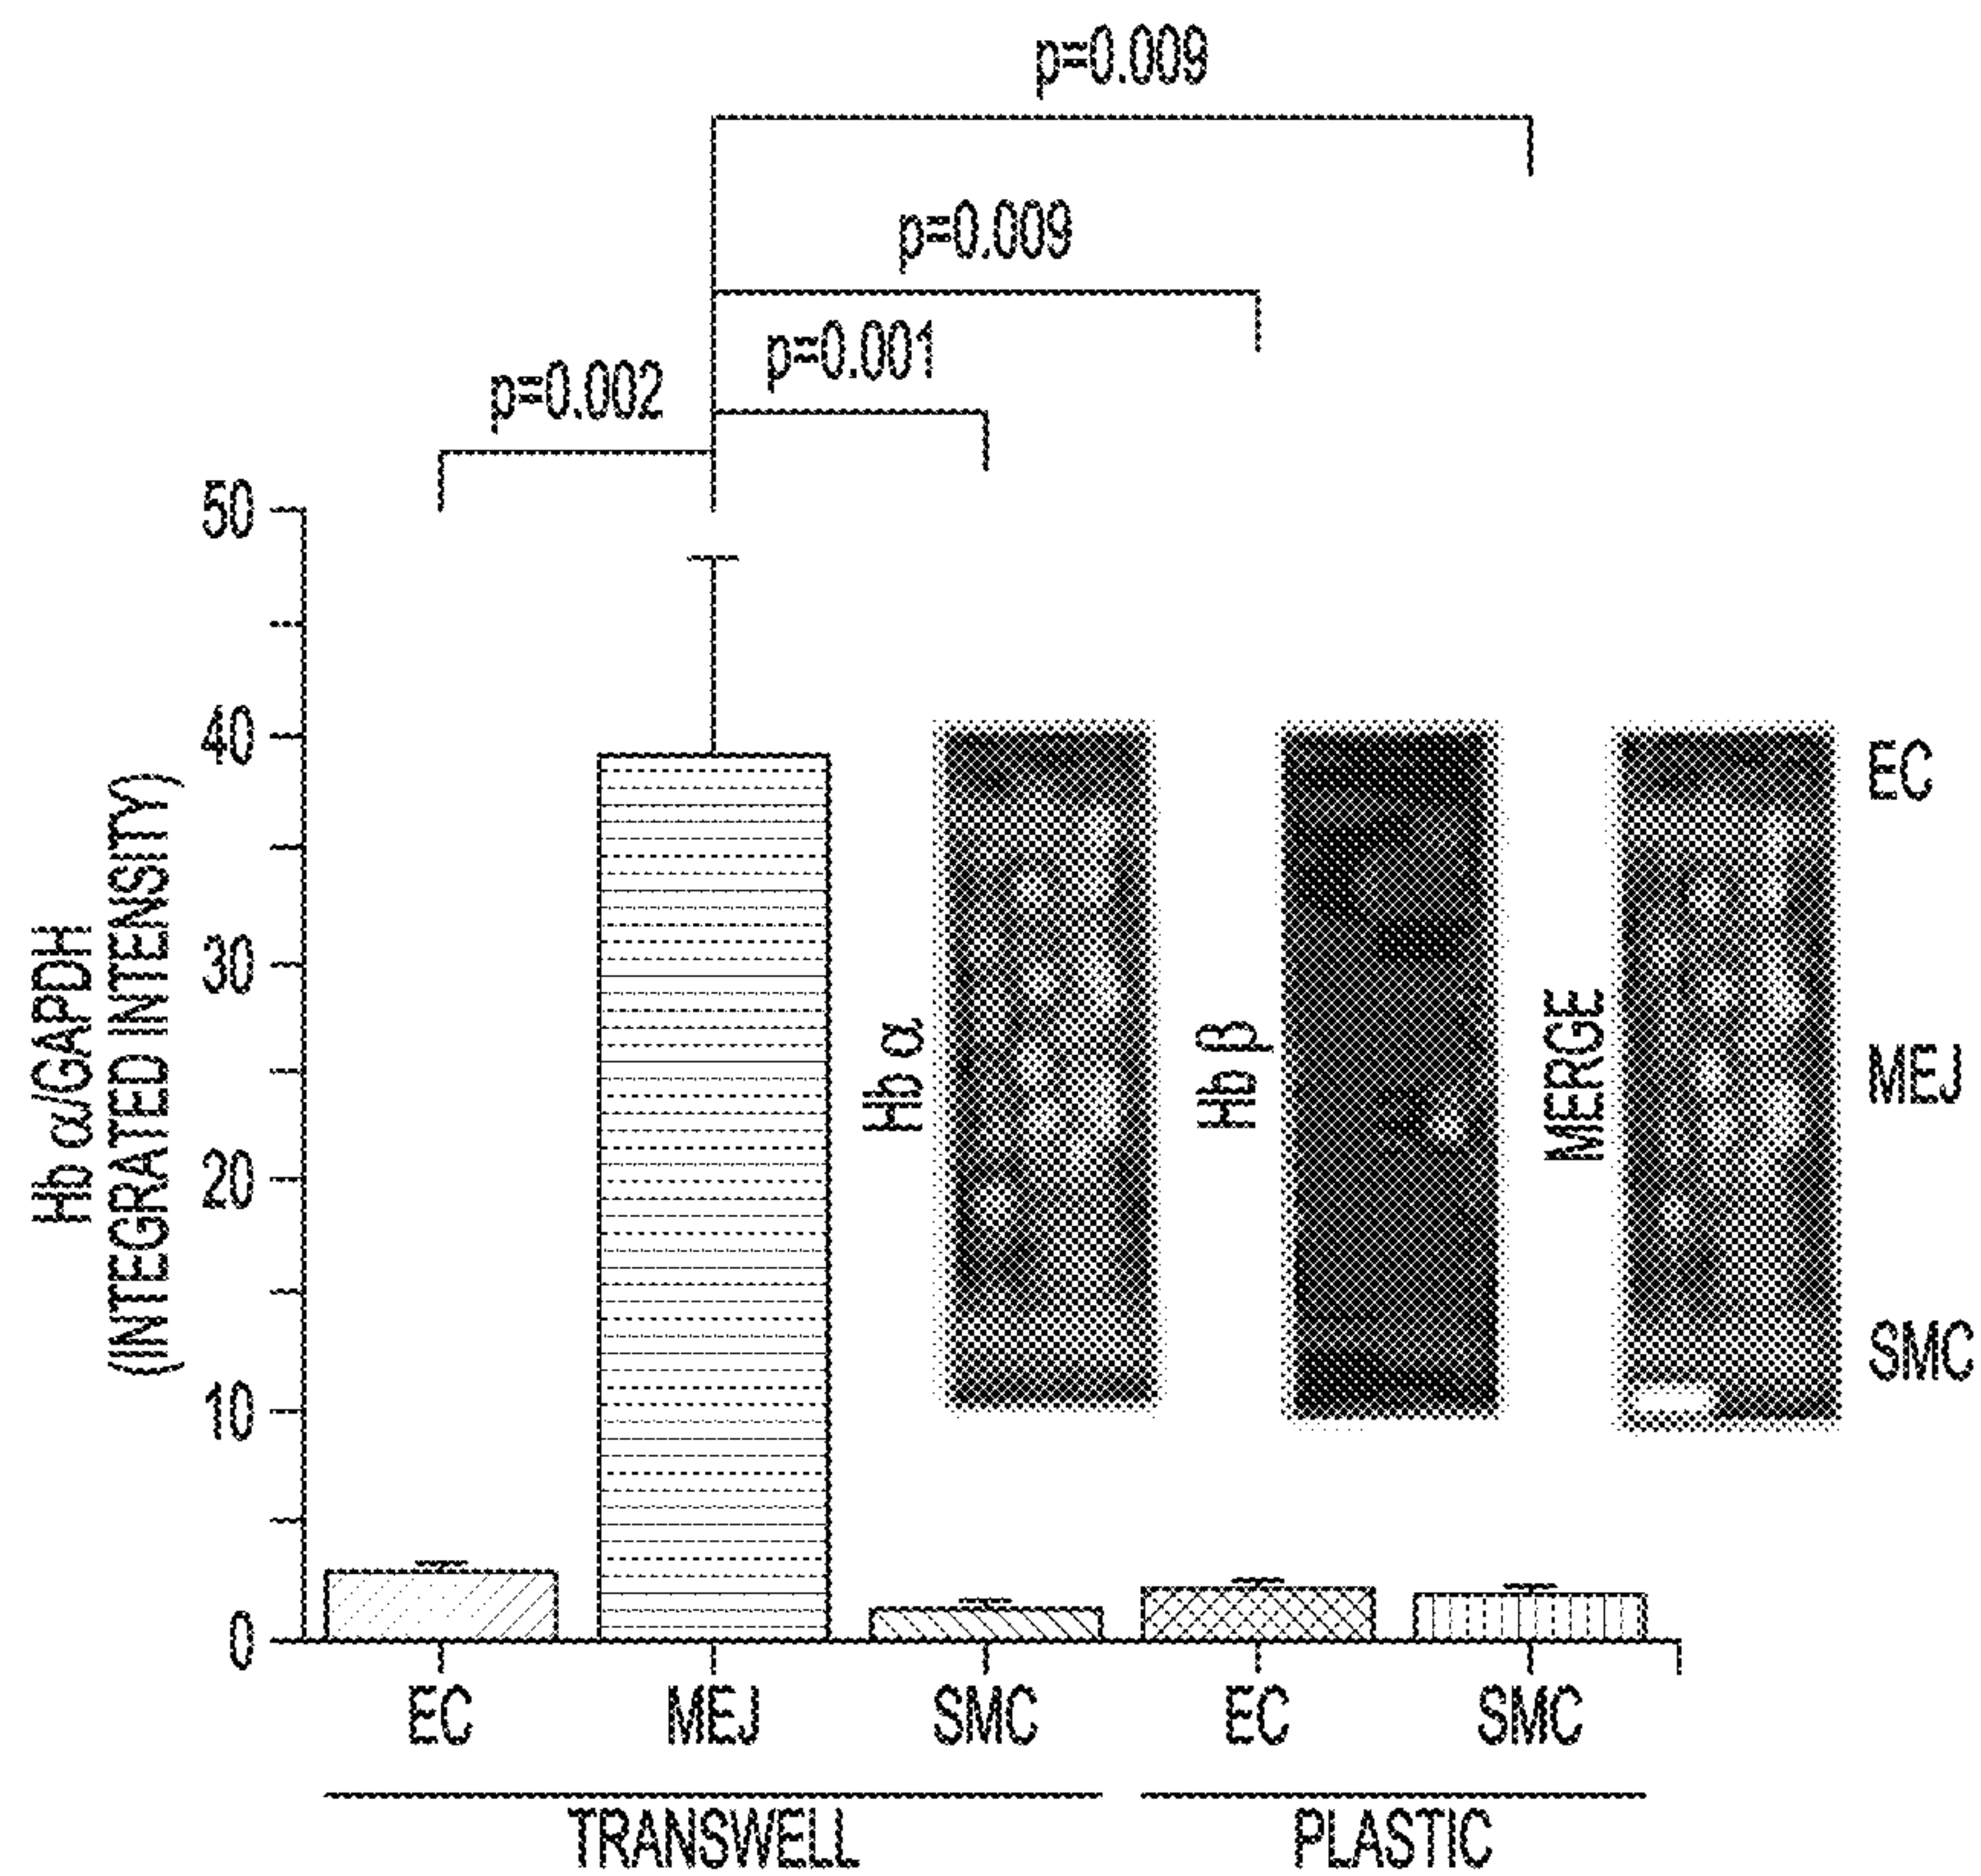 p=0.009
p=0.009
p=0.001
p=0.002
50
40
30
20
10
0
Hb α/GAPDH
(INTEGRATED INTENSITY)
Hb α
Hb β
MERGE
EC
MEJ
SMC
EC MEJ SMC EC SMC
TRANSWELL PLASTIC